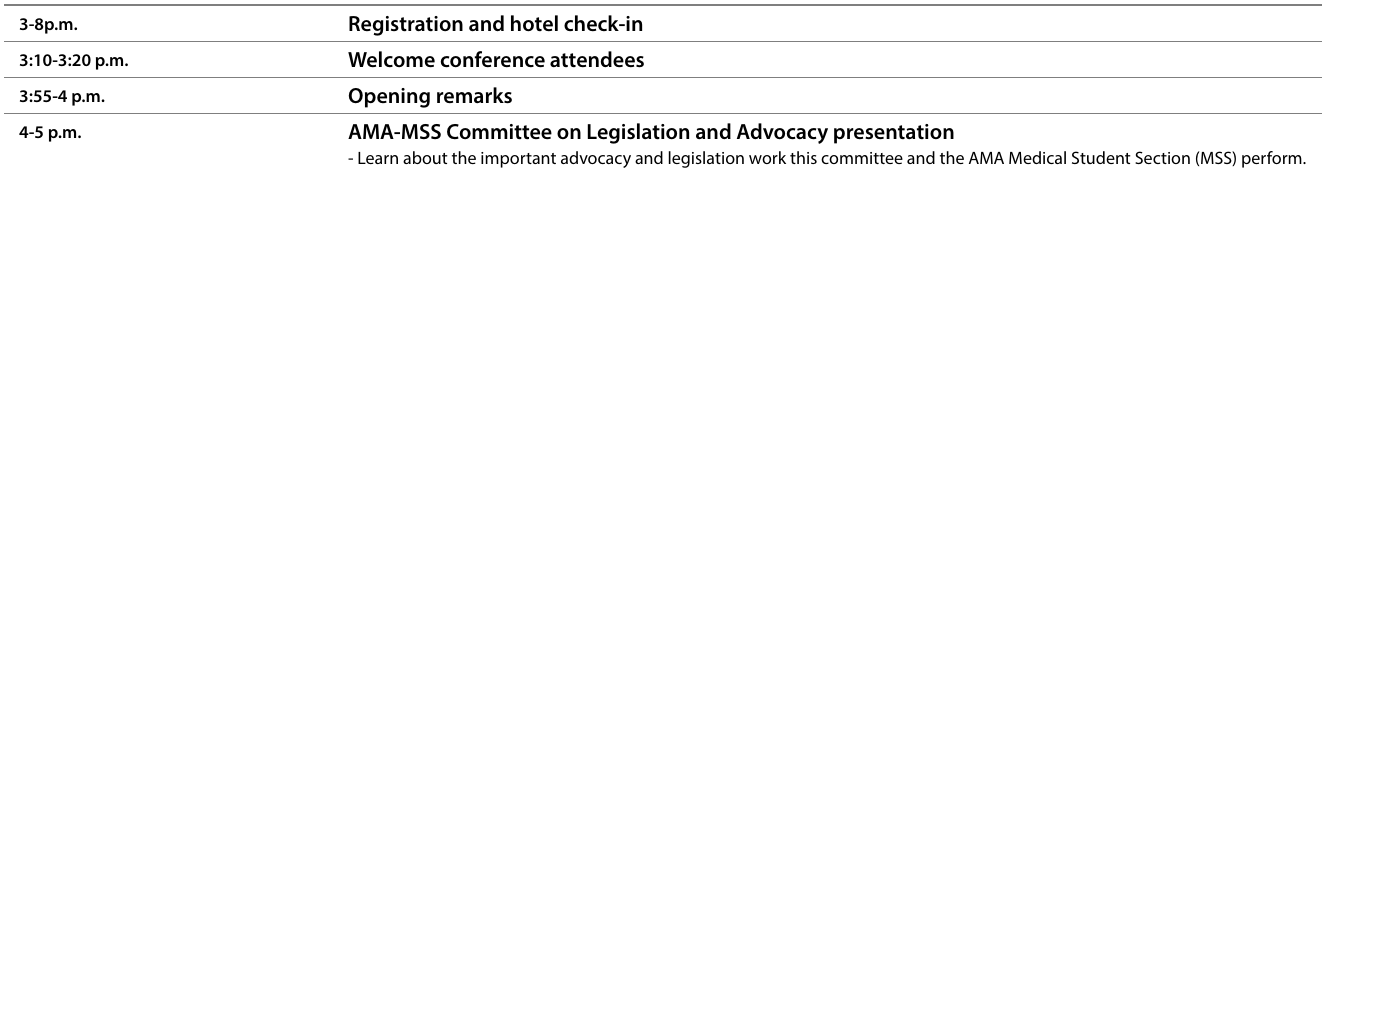 3-8p.m. Registration and hotel check-in
3:10-3:20 p.m. Welcome conference attendees
3:55-4 p.m. Opening remarks
4-5 p.m. AMA-MSS Committee on Legislation and Advocacy presentation
- Learn about the important advocacy and legislation work this committee and the AMA Medical Student Section (MSS) perform.